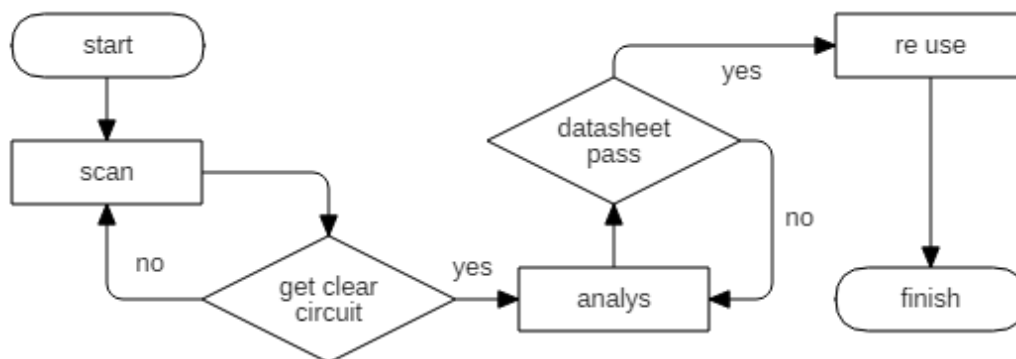 start
scan
no
get clear
circuit
yes
analys
datasheet
pass
no
yes
re use
finish